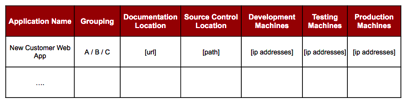 Application Name Grouping Documentation Location Source Control Location Development Machines Testing Machines Production Machines
New Customer Web App A / B / C [url] [path] [ip addresses] [ip addresses] [ip addresses]
....